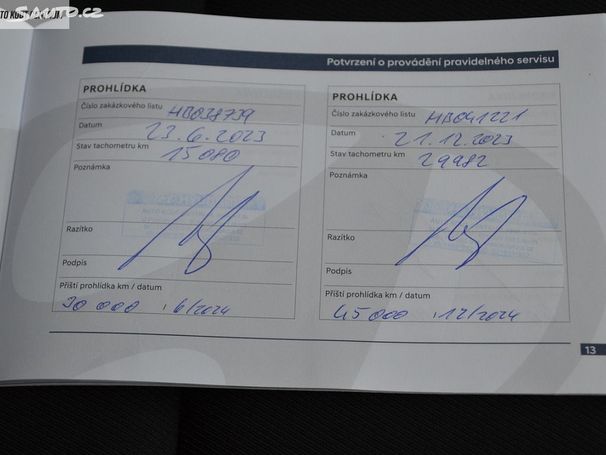 Sauto.cz
Potvrzení o provádění pravidelného servisu
PROHLÍDKA
Číslo zakázkového listu HB038739
Datum 23.6.2023
Stav tachometru km 15 080
Poznámka
Razítko
Podpis
Příští prohlídka km / datum
30 000 , 6/2024
PROHLÍDKA
Číslo zakázkového listu HB041221
Datum 21.12.2023
Stav tachometru km 29982
Poznámka
Razítko
Podpis
Příští prohlídka km / datum
45 000 , 12/2024
13